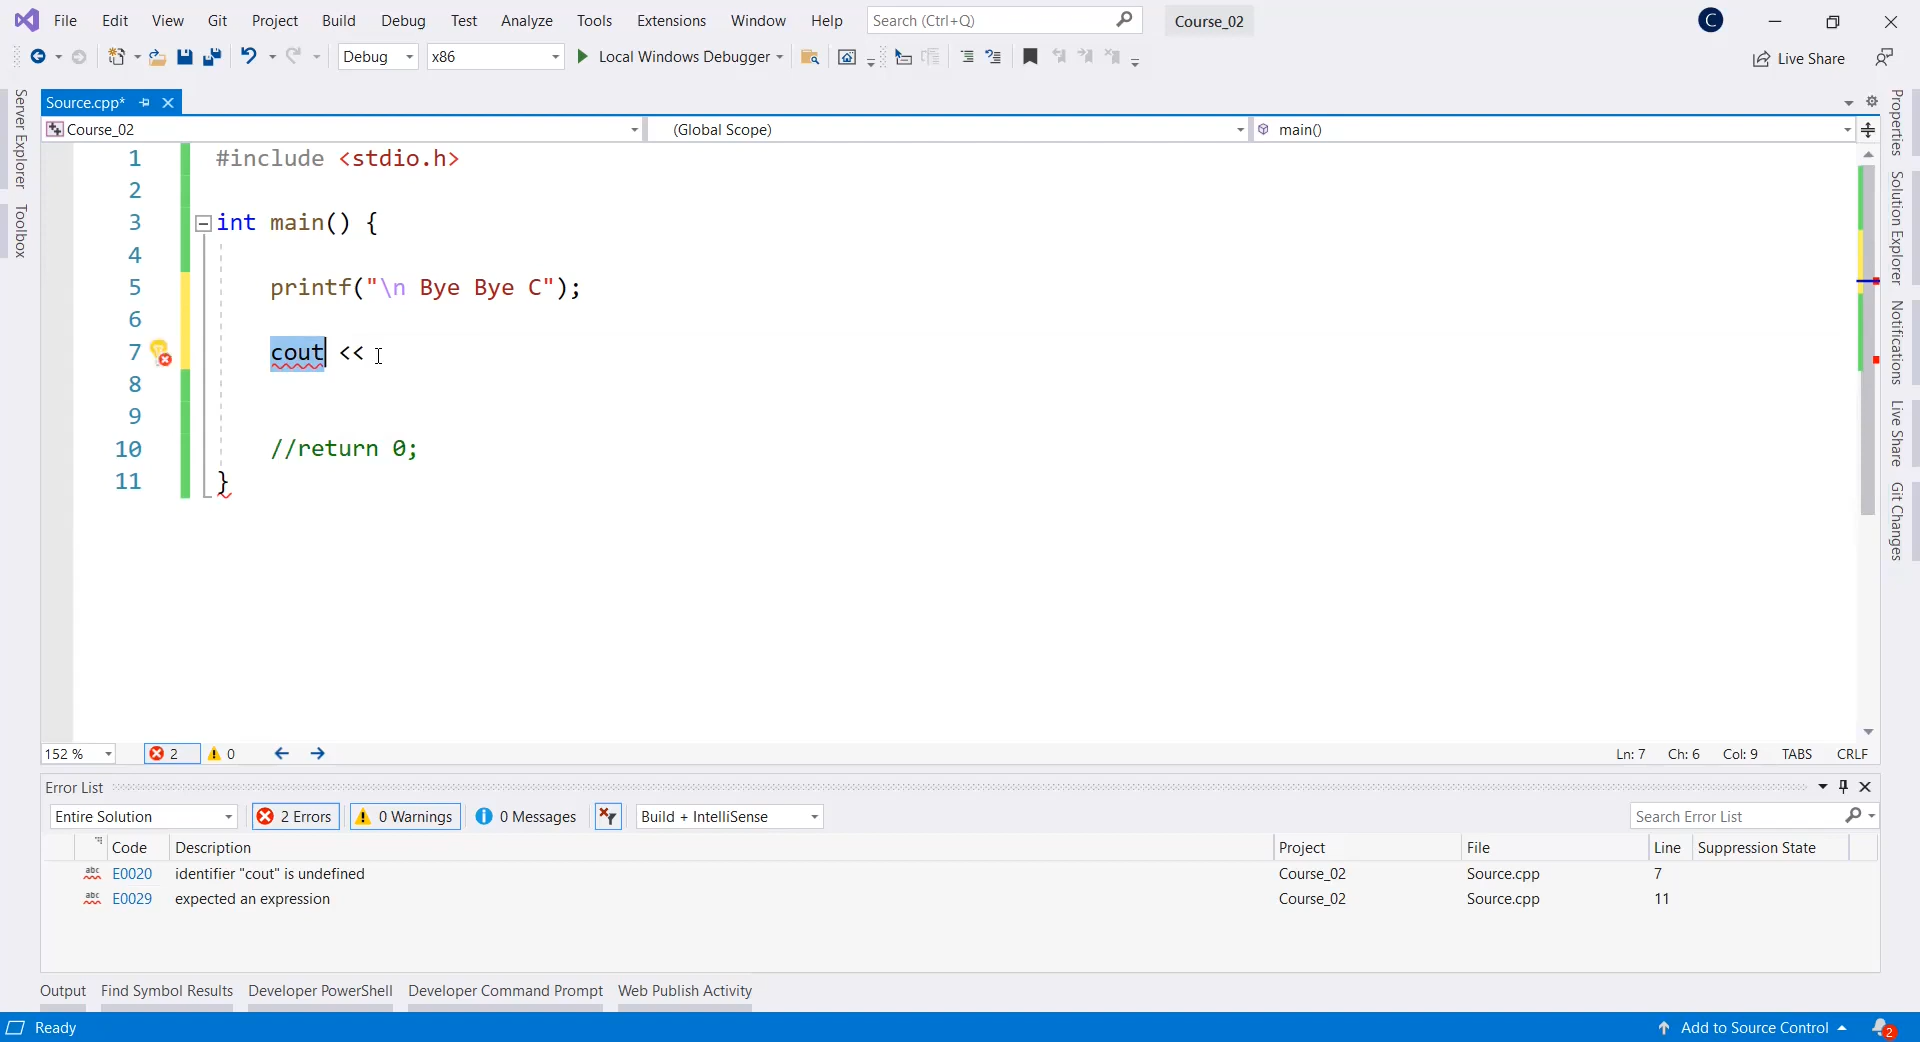 File Edit View Git Project Build Debug Test Analyze Tools Extensions Window Help Search (Ctrl+Q) Course_02 C
Debug x86 Local Windows Debugger Live Share
Server Explorer
Toolbox
Source.cpp*
Course_02 (Global Scope) main()
1 #include <stdio.h>
2
3 int main() {
4
5 printf("\n Bye Bye C");
6
7 cout <<
8
9
10 //return 0;
11 }
Properties
Solution Explorer
Notifications
Live Share
Git Changes
152 % 2 0 Ln: 7 Ch: 6 Col: 9 TABS CRLF
Error List
Entire Solution 2 Errors 0 Warnings 0 Messages Build + IntelliSense Search Error List
Code Description Project File Line Suppression State
abc E0020 identifier "cout" is undefined Course_02 Source.cpp 7
abc E0029 expected an expression Course_02 Source.cpp 11
Output Find Symbol Results Developer PowerShell Developer Command Prompt Web Publish Activity
Ready Add to Source Control 2